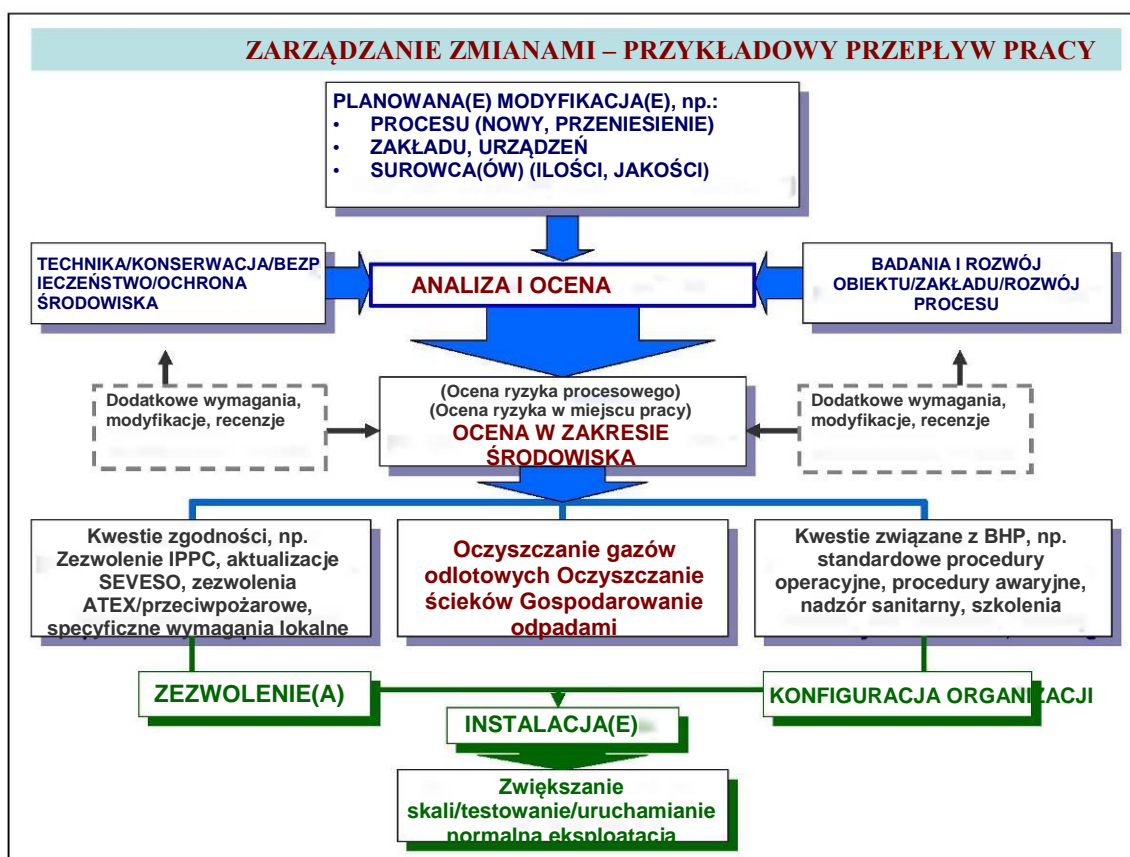 ZARZĄDZANIE ZMIANAMI – PRZYKŁADOWY PRZEPŁYW PRACY
PLANOWANA(E) MODYFIKACJA(E), np.:
• PROCESU (NOWY, PRZENIESIENIE)
• ZAKŁADU, URZĄDZEŃ
• SUROWCA(ÓW) (ILOŚCI, JAKOŚCI)
TECHNIKA/KONSERWACJA/BEZP
IECZEŃSTWO/OCHRONA
ŚRODOWISKA
ANALIZA I OCENA
BADANIA I ROZWÓJ
OBIEKTU/ZAKŁADU/ROZWÓJ
PROCESU
Dodatkowe wymagania,
modyfikacje, recenzje
(Ocena ryzyka procesowego)
(Ocena ryzyka w miejscu pracy)
OCENA W ZAKRESIE
ŚRODOWISKA
Dodatkowe wymagania,
modyfikacje, recenzje
Kwestie zgodności, np.
Zezwolenie IPPC, aktualizacje
SEVESO, zezwolenia
ATEX/przeciwpożarowe,
specyficzne wymagania lokalne
Oczyszczanie gazów
odlotowych Oczyszczanie
ścieków Gospodarowanie
odpadami
Kwestie związane z BHP, np.
standardowe procedury
operacyjne, procedury awaryjne,
nadzór sanitarny, szkolenia
ZEZWOLENIE(A)
KONFIGURACJA ORGANIZACJI
INSTALACJA(E)
Zwiększanie
skali/testowanie/uruchamianie
normalna eksploatacja